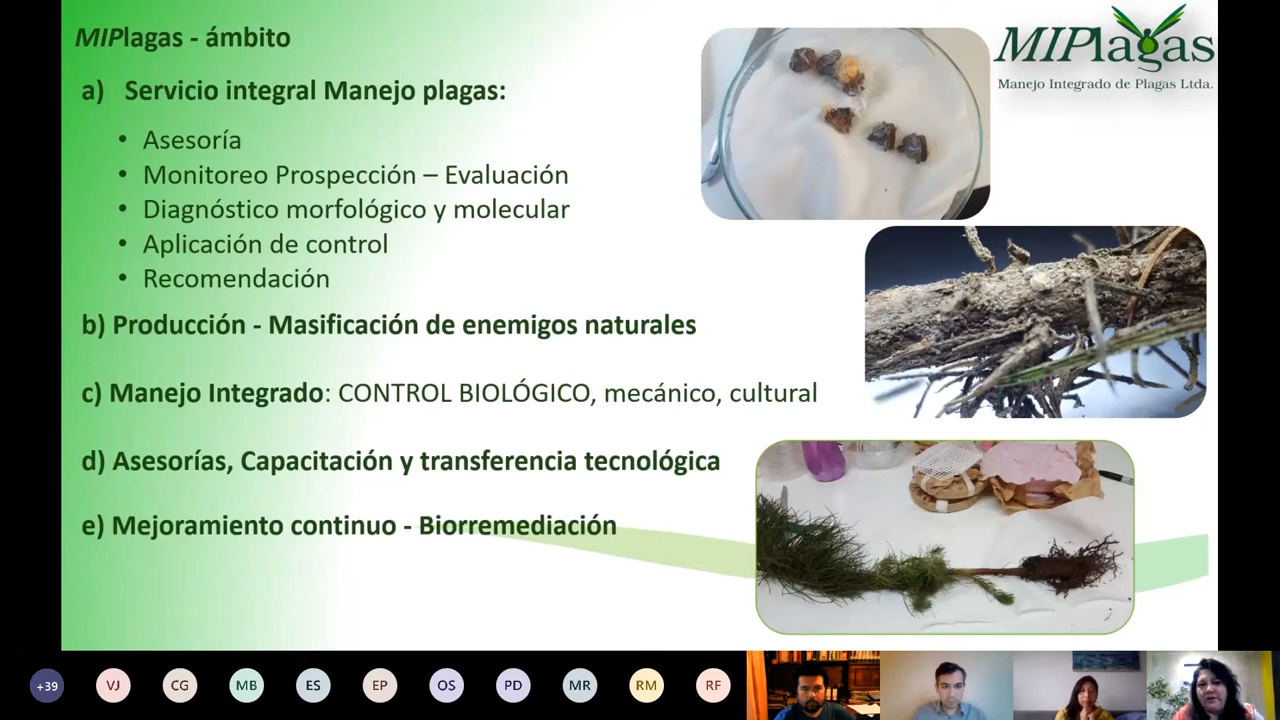 MIPlagas - ámbito
MIPlagas
Manejo Integrado de Plagas Ltda.
a) Servicio integral Manejo plagas:
• Asesoría
• Monitoreo Prospección – Evaluación
• Diagnóstico morfológico y molecular
• Aplicación de control
• Recomendación
b) Producción - Masificación de enemigos naturales
c) Manejo Integrado: CONTROL BIOLÓGICO, mecánico, cultural
d) Asesorías, Capacitación y transferencia tecnológica
e) Mejoramiento continuo - Biorremediación
+39 VJ CG MB ES EP OS PD MR RM RF